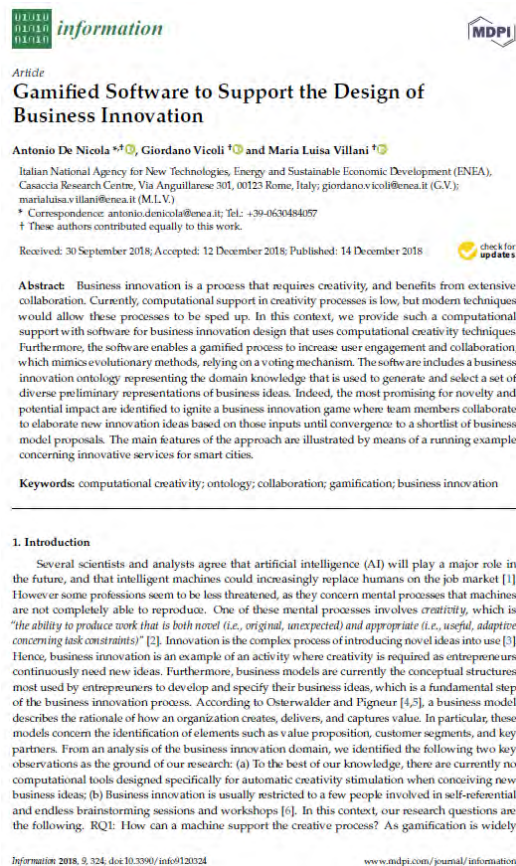 01011
01010
01010
information
MDPI
Article
Gamified Software to Support the Design of
Business Innovation
Antonio De Nicola *,†, Giordano Vicoli † and Maria Luisa Villani †
Italian National Agency for New Technologies, Energy and Sustainable Economic Development (ENEA),
Casaccia Research Centre, Via Anguillarese 301, 00123 Rome, Italy; giordano.vicoli@enea.it (G.V.);
marialuisa.villani@enea.it (M.L.V.)
* Correspondence: antonio.denicola@enea.it; Tel.: +39-0630484057
† These authors contributed equally to this work.
Received: 30 September 2018; Accepted: 12 December 2018; Published: 14 December 2018
check for
updates
Abstract: Business innovation is a process that requires creativity, and benefits from extensive
collaboration. Currently, computational support in creativity processes is low, but modern techniques
would allow these processes to be sped up. In this context, we provide such a computational
support with software for business innovation design that uses computational creativity techniques
Furthermore, the software enables a gamified process to increase user engagement and collaboration
which mimics evolutionary methods, relying on a voting mechanism. The software includes a business
innovation ontology representing the domain knowledge that is used to generate and select a set of
diverse preliminary representations of business ideas. Indeed, the most promising for novelty and
potential impact are identified to ignite a business innovation game where team members collaborate
to elaborate new innovation ideas based on those inputs until convergence to a shortlist of business
model proposals. The main features of the approach are illustrated by means of a running example
concerning innovative services for smart cities.
Keywords: computational creativity; ontology; collaboration; gamification; business innovation
1. Introduction
Several scientists and analysts agree that artificial intelligence (AI) will play a major role in
the future, and that intelligent machines could increasingly replace humans on the job market [1]
However some professions seem to be less threatened, as they concern mental processes that machines
are not completely able to reproduce. One of these mental processes involves creativity, which is
"the ability to produce work that is both novel (i.e., original, unexpected) and appropriate (i.e., useful, adaptive
concerning task constraints)" [2]. Innovation is the complex process of introducing novel ideas into use [3]
Hence, business innovation is an example of an activity where creativity is required as entrepreneurs
continuously need new ideas. Furthermore, business models are currently the conceptual structures
most used by entrepreuners to develop and specify their business ideas, which is a fundamental step
of the business innovation process. According to Osterwalder and Pigneur [4,5], a business model
describes the rationale of how an organization creates, delivers, and captures value. In particular, these
models concern the identification of elements such as value proposition, customer segments, and key
partners. From an analysis of the business innovation domain, we identified the following two key
observations as the ground of our research: (a) To the best of our knowledge, there are currently no
computational tools designed specifically for automatic creativity stimulation when conceiving new
business ideas; (b) Business innovation is usually restricted to a few people involved in self-referential
and endless brainstorming sessions and workshops [6]. In this context, our research questions are
the following. RQ1: How can a machine support the creative process? As gamification is widely
Information 2018, 9, 324; doi:10.3390/info9120324
www.mdpi.com/journal/information